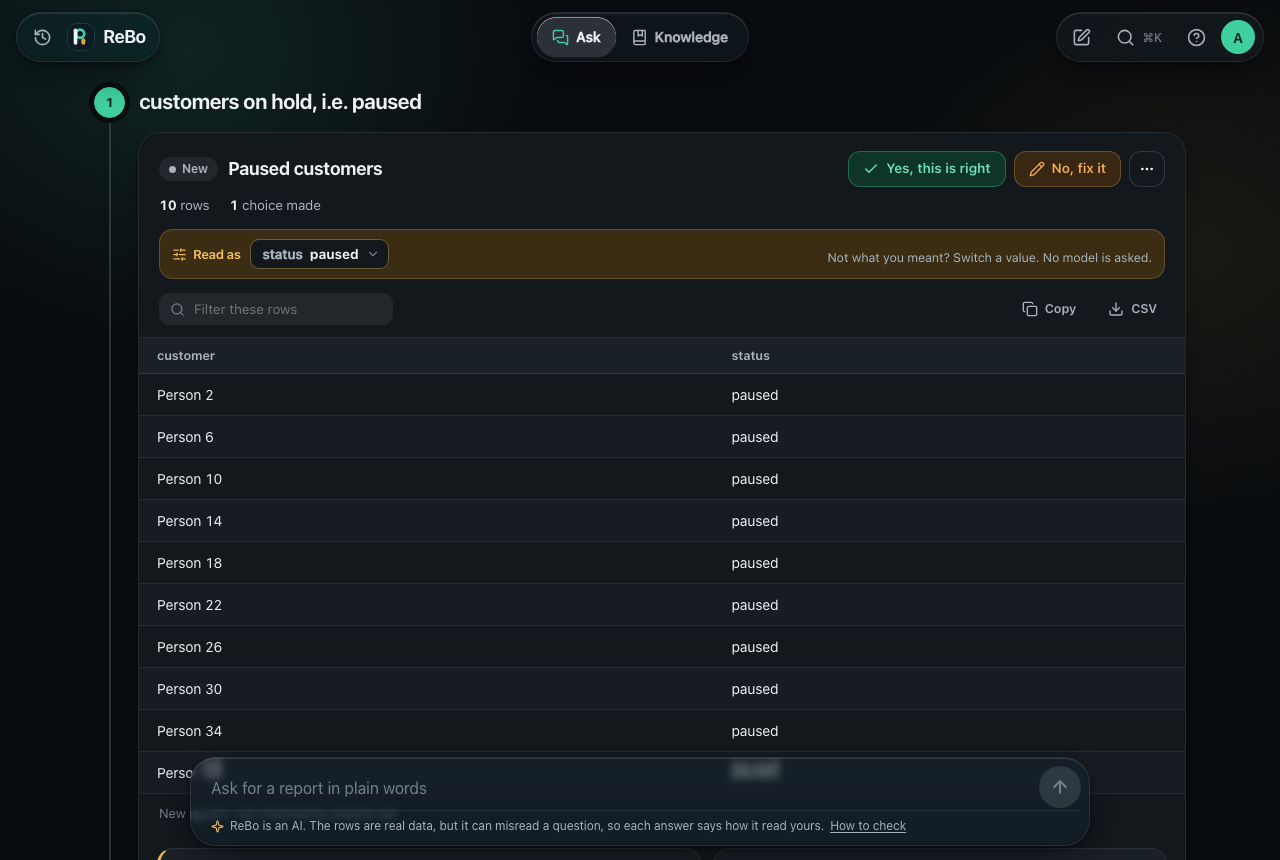 ReBo
Ask
Knowledge
⌘K
A
1
customers on hold, i.e. paused
New
Paused customers
Yes, this is right
No, fix it
10 rows
1 choice made
Read as
status paused
Not what you meant? Switch a value. No model is asked.
Filter these rows
Copy
CSV
customer status
Person 2 paused
Person 6 paused
Person 10 paused
Person 14 paused
Person 18 paused
Person 22 paused
Person 26 paused
Person 30 paused
Person 34 paused
Perso
New
Ask for a report in plain words
ReBo is an AI. The rows are real data, but it can misread a question, so each answer says how it read yours. How to check